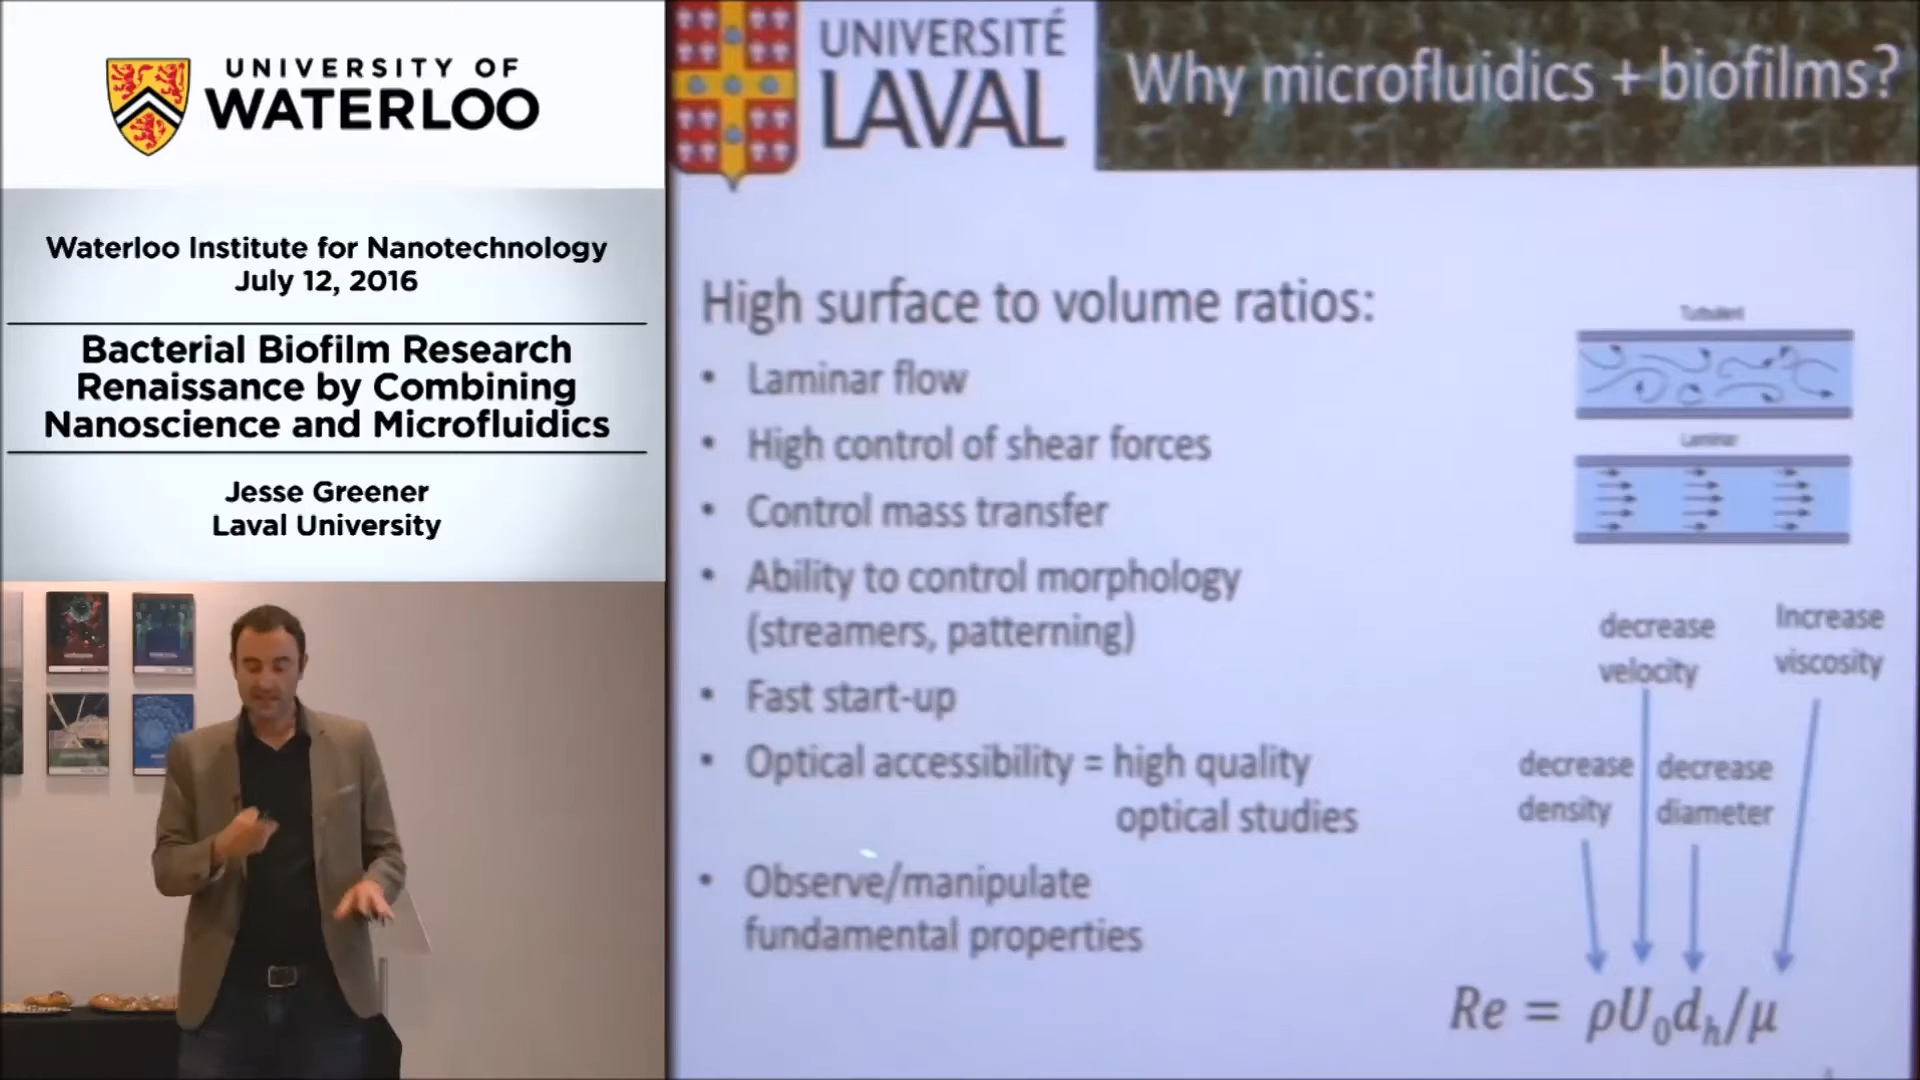 UNIVERSITY OF
WATERLOO
Waterloo Institute for Nanotechnology
July 12, 2016
Bacterial Biofilm Research
Renaissance by Combining
Nanoscience and Microfluidics
Jesse Greener
Laval University
UNIVERSITÉ
LAVAL
Why microfluidics + biofilms?
High surface to volume ratios:
• Laminar flow
• High control of shear forces
• Control mass transfer
• Ability to control morphology
(streamers, patterning)
• Fast start-up
• Optical accessibility = high quality
optical studies
• Observe/manipulate
fundamental properties
Turbulent
Laminar
decrease
velocity
Increase
viscosity
decrease
density
decrease
diameter
Re = ρU₀dₕ/μ